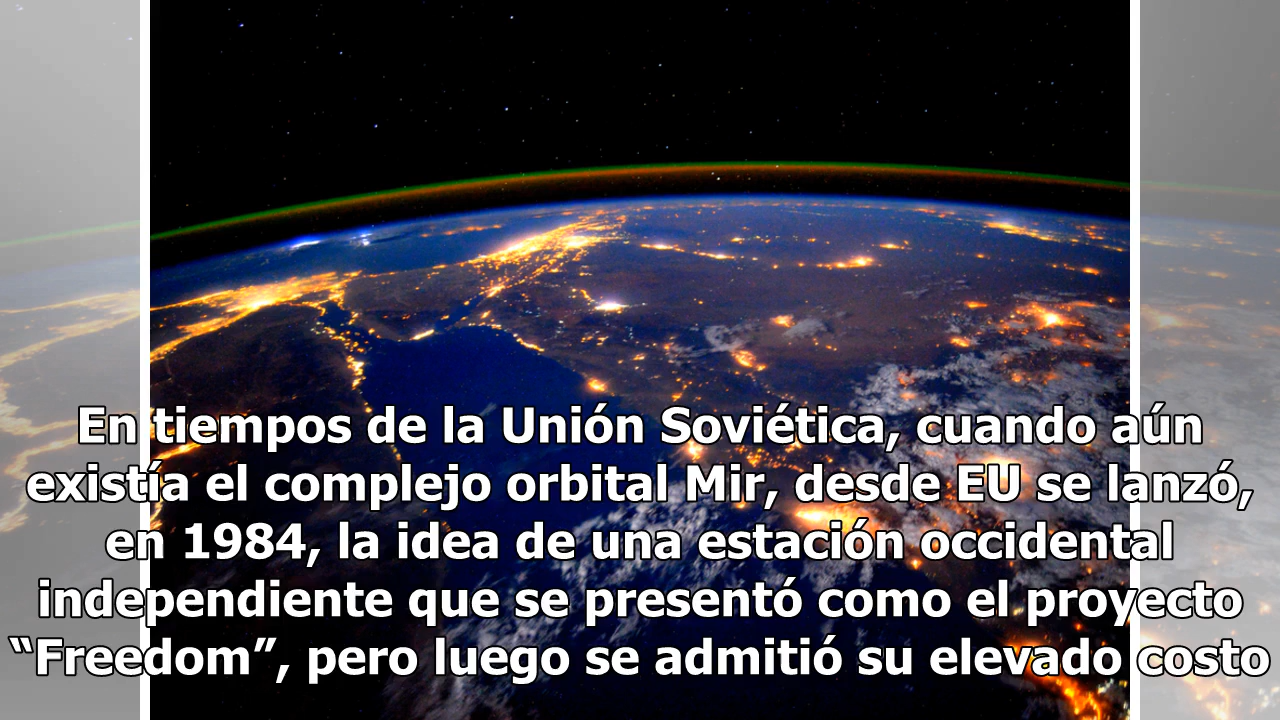 En tiempos de la Unión Soviética, cuando aún
existía el complejo orbital Mir, desde EU se lanzó,
en 1984, la idea de una estación occidental
independiente que se presentó como el proyecto
“Freedom”, pero luego se admitió su elevado costo